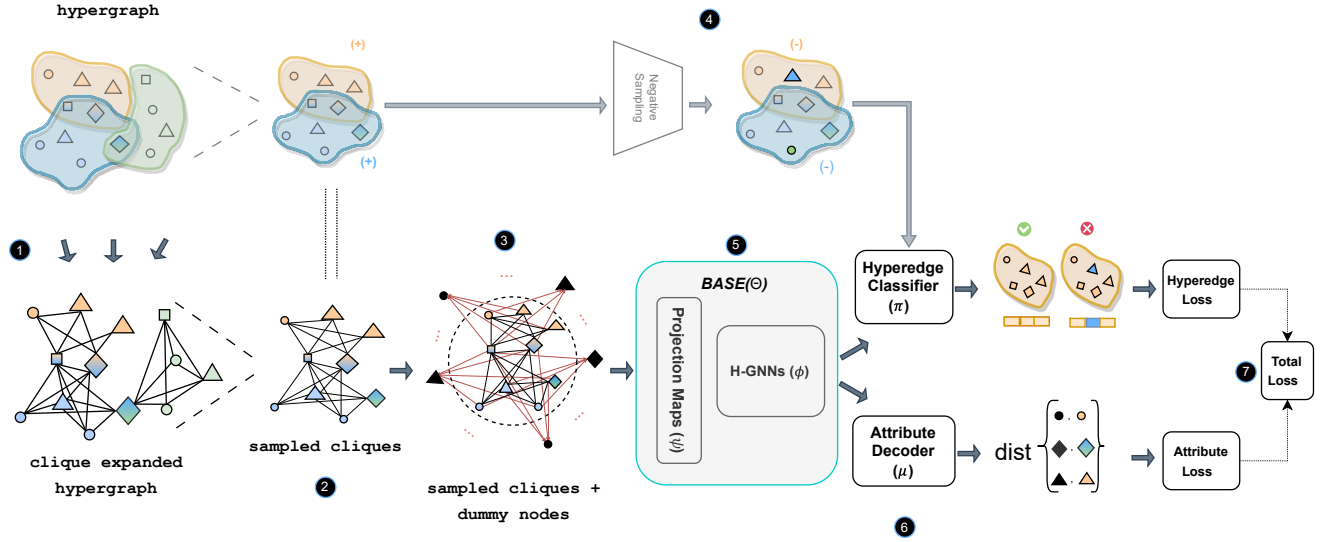 hypergraph
4
(+)
(-)
Negative
Sampling
(+)
(-)
1
3
5
BASE(Θ)
Projection Maps (ψ)
H-GNNs (ϕ)
Hyperedge
Classifier
(π)
Hyperedge
Loss
7
Total
Loss
sampled cliques
Attribute
Decoder
(μ)
dist
,
,
,
Attribute
Loss
clique expanded
hypergraph
2
sampled cliques +
dummy nodes
6